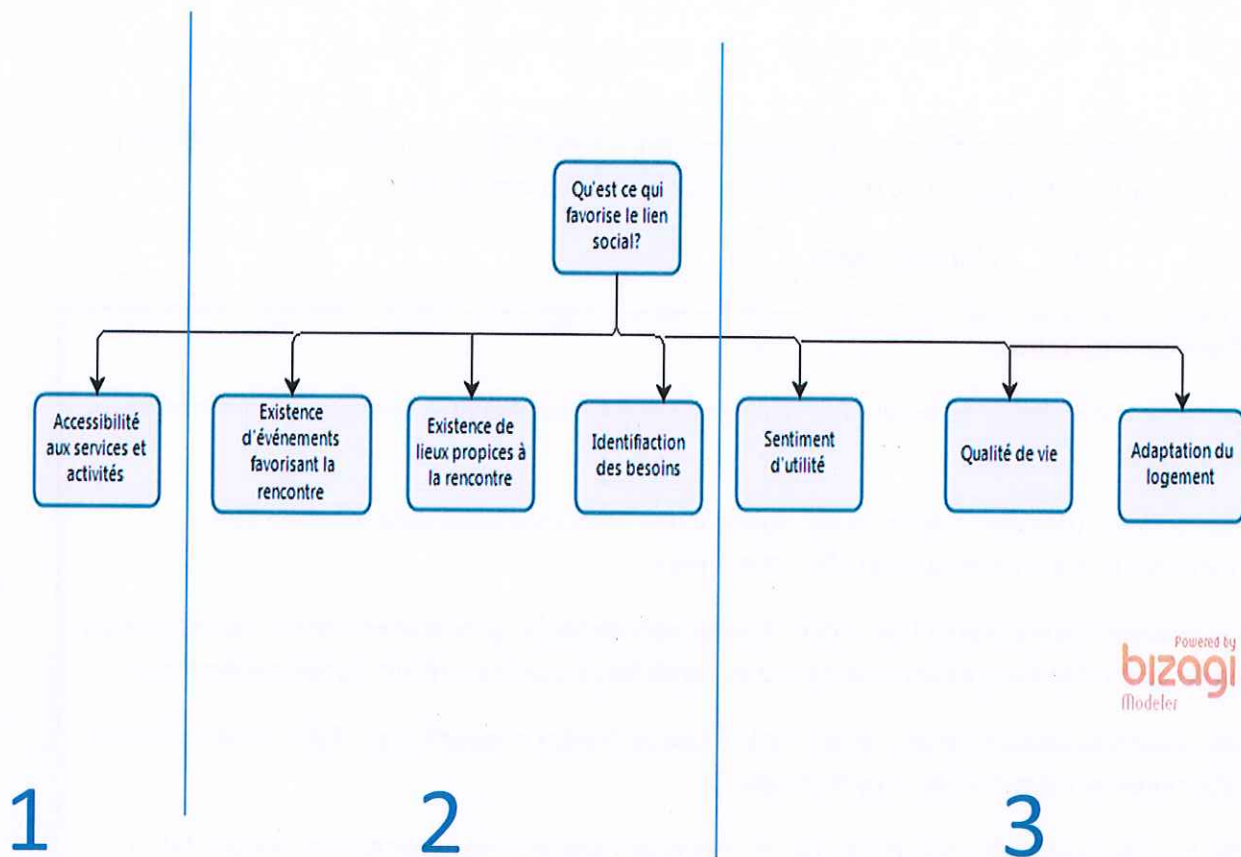 Qu'est ce qui
favorise le lien
social?
Accessibilité
aux services et
activités
Existence
d'événements
favorisant la
rencontre
Existence de
lieux propices à
la rencontre
Identifiaction
des besoins
Sentiment
d'utilité
Qualité de vie
Adaptation du
logement
Powered by
bizagi
Modeler
1
2
3